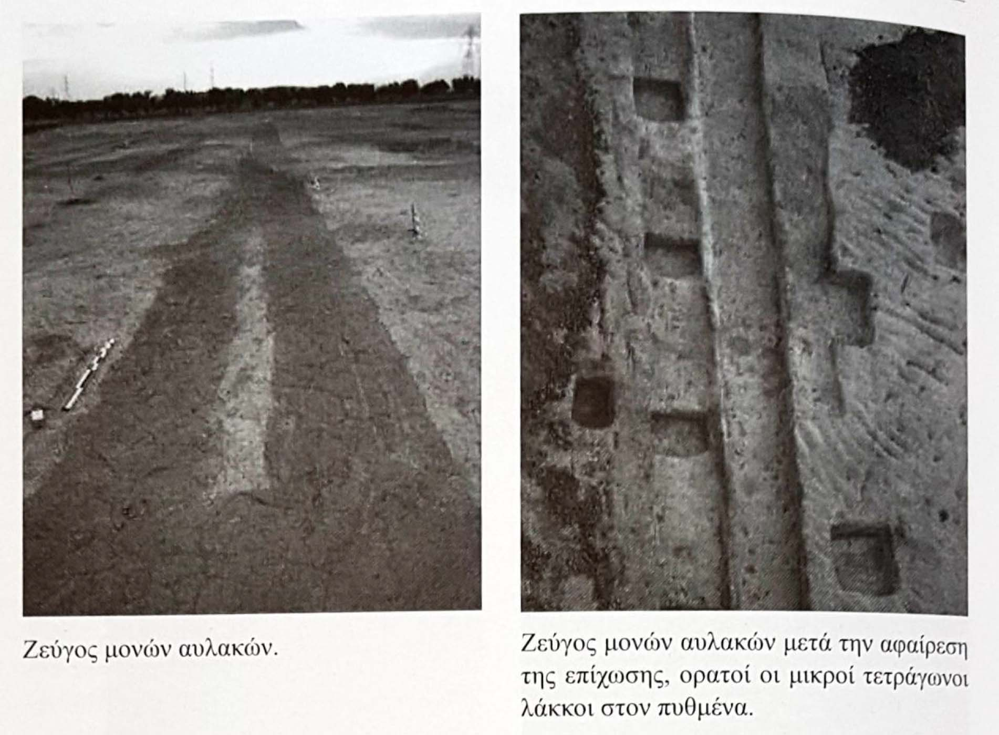 Ζεύγος μονών αυλακών.
Ζεύγος μονών αυλακών μετά την αφαίρεση
της επίχωσης, ορατοί οι μικροί τετράγωνοι
λάκκοι στον πυθμένα.